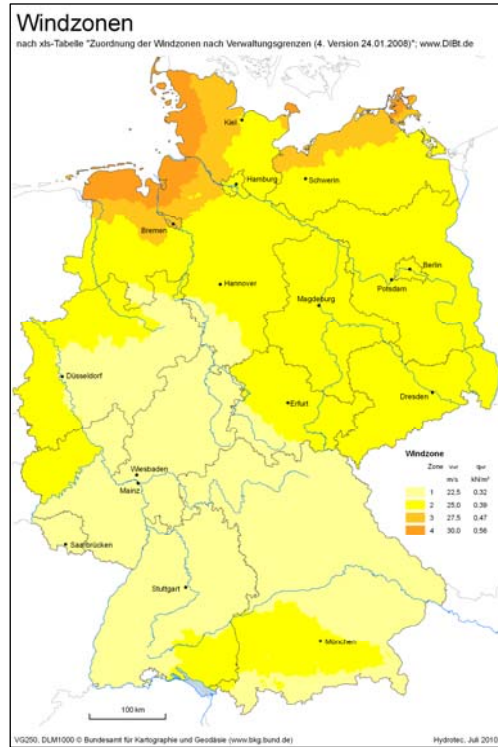 Windzonen
nach xls-Tabelle "Zuordnung der Windzonen nach Verwaltungsgrenzen (4. Version 24.01.2008)"; www.DIBt.de
Kiel
Hamburg
Schwerin
Bremen
Berlin
Hannover
Potsdam
Magdeburg
Düsseldorf
Dresden
Erfurt
Windzone
Zone
m/s kN/m²
1 22,5 0.32
2 25,0 0.39
3 27,5 0.47
4 30,0 0.56
Wiesbaden
Mainz
Saarbrücken
Stuttgart
München
100 km
VG250, DLM1000 © Bundesamt für Kartographie und Geodäsie (www.bkg.bund.de) Hydrotec, Juli 2010